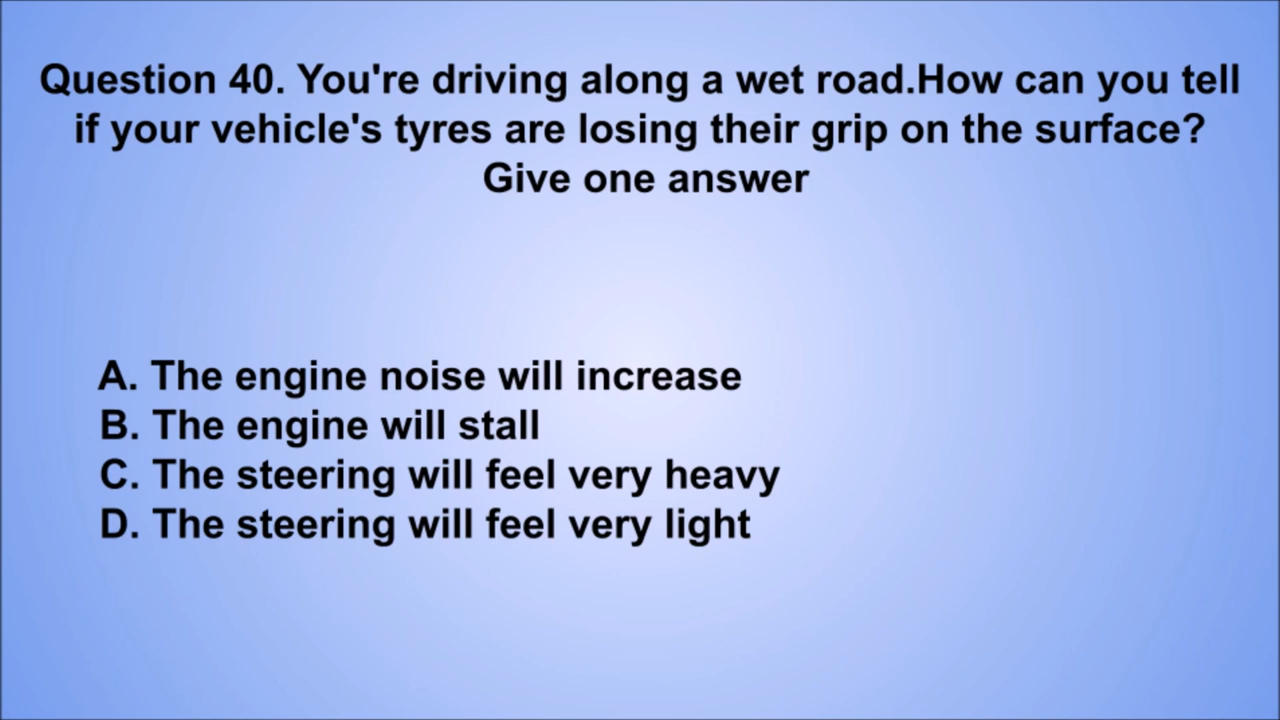 Question 40. You're driving along a wet road.How can you tell
if your vehicle's tyres are losing their grip on the surface?
Give one answer
A. The engine noise will increase
B. The engine will stall
C. The steering will feel very heavy
D. The steering will feel very light